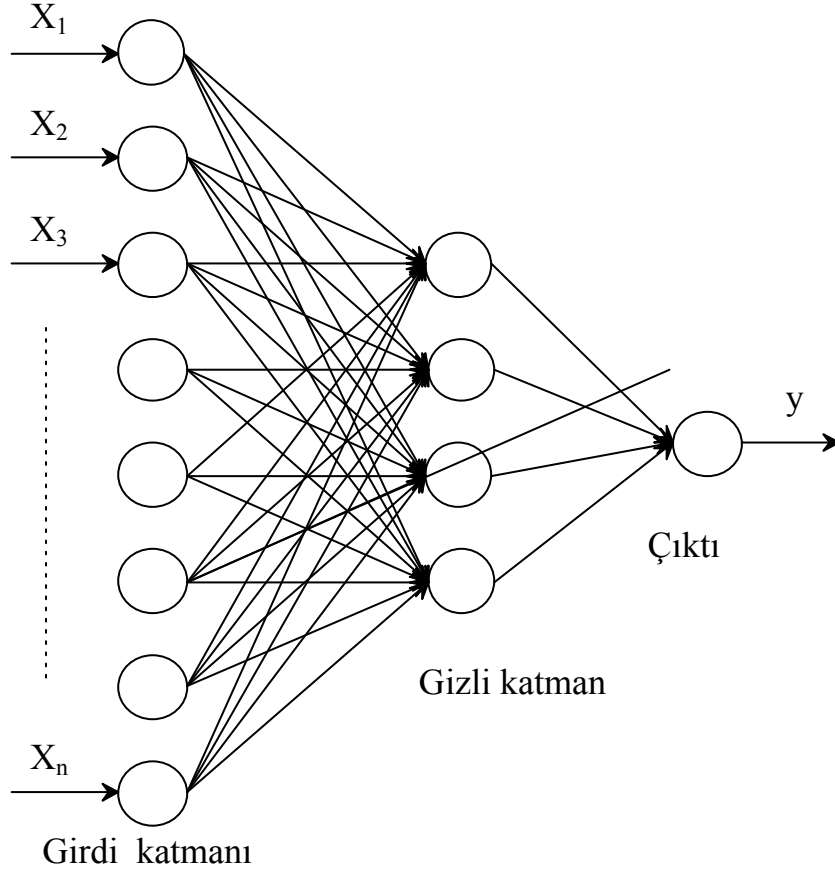 X₁
X₂
X₃
y
Çıktı
Gizli katman
Xₙ
Girdi katmanı